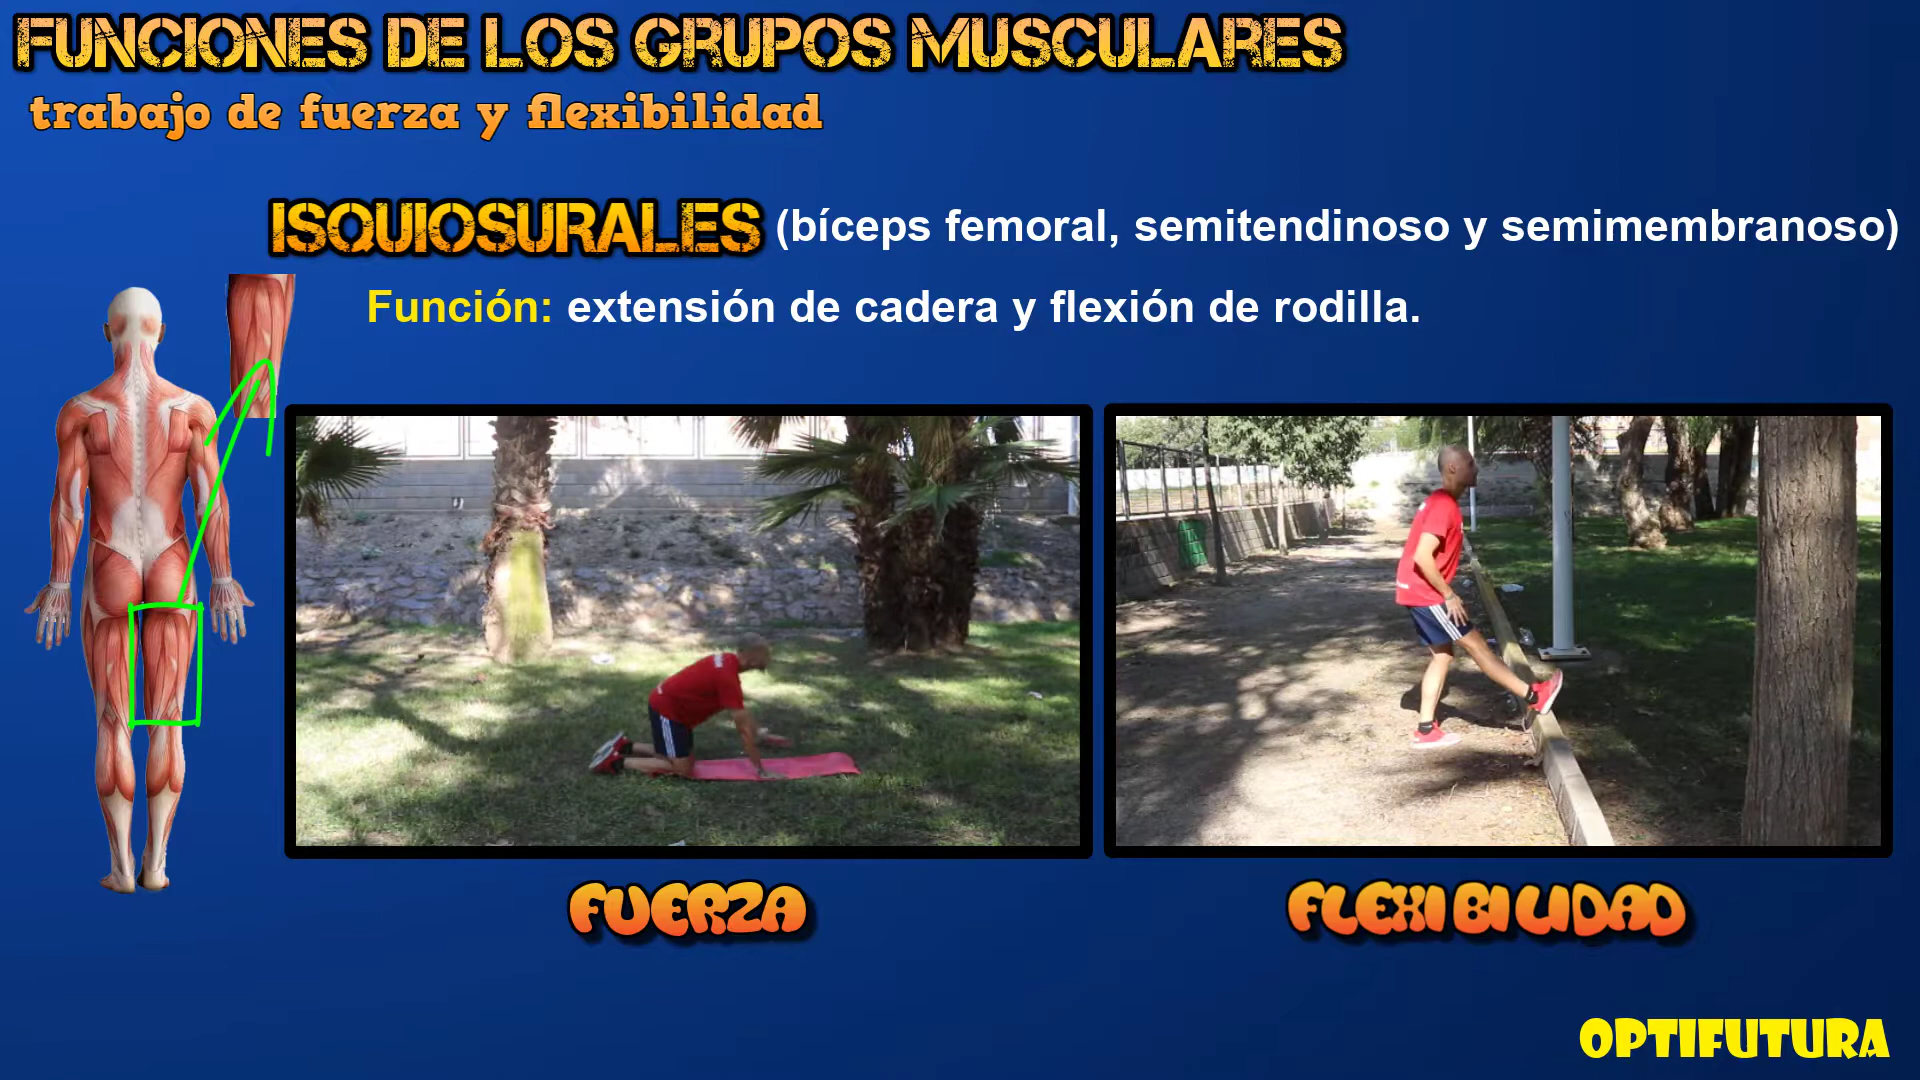 FUNCIONES DE LOS GRUPOS MUSCULARES
trabajo de fuerza y flexibilidad
ISQUIOSURALES (bíceps femoral, semitendinoso y semimembranoso)
Función: extensión de cadera y flexión de rodilla.
FUERZA
FLEXIBILIDAD
OPTIFUTURA